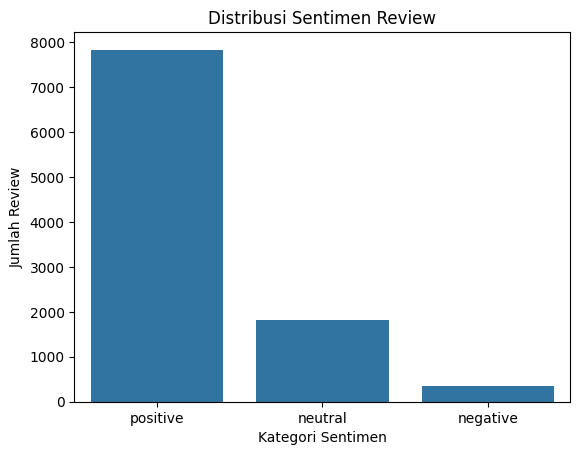 Distribusi Sentimen Review
8000
7000
6000
5000
4000
3000
2000
1000
0
Jumlah Review
positive neutral negative
Kategori Sentimen